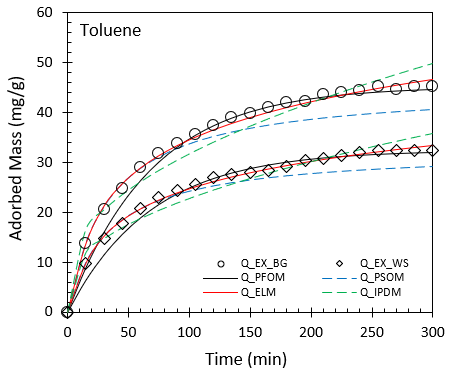 Toluene
Adorbed Mass (mg/g)
60
50
40
30
20
10
0
Q_EX_BG
Q_EX_WS
Q_PFOM
Q_PSOM
Q_ELM
Q_IPDM
0 50 100 150 200 250 300
Time (min)